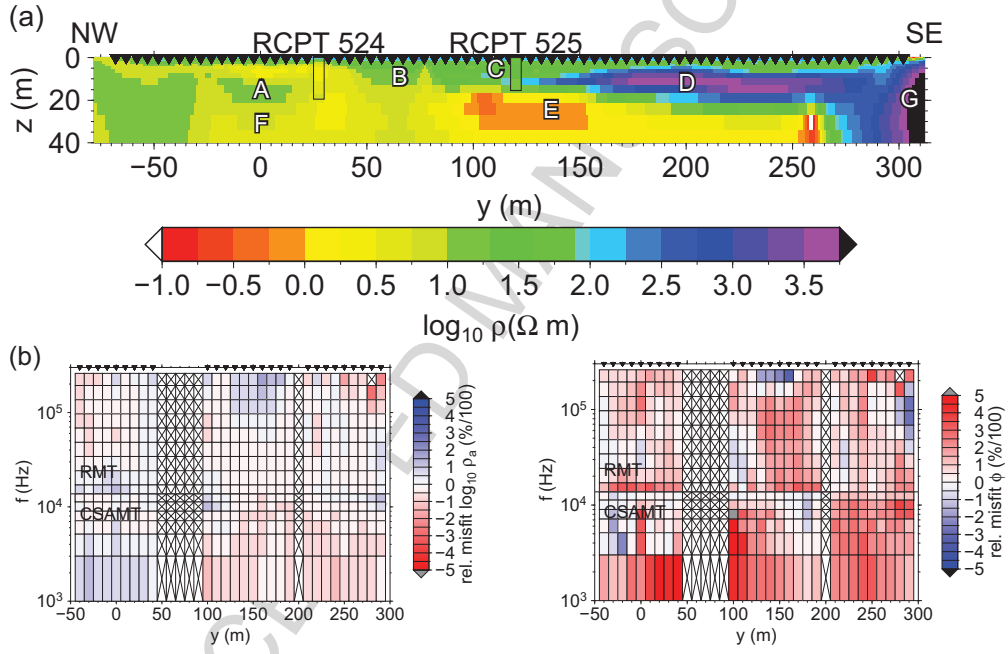 (a)
NW
RCPT 524
RCPT 525
SE
z (m)
0
20
40
A
B
C
D
E
F
G
−50 0 50 100 150 200 250 300
y (m)
−1.0 −0.5 0.0 0.5 1.0 1.5 2.0 2.5 3.0 3.5
log10 ρ(Ω m)
(b)
f (Hz)
10^5
10^4
10^3
RMT
CSAMT
−50 0 50 100 150 200 250 300
y (m)
5
4
3
2
1
0
−1
−2
−3
−4
−5
rel. misfit log10 ρa (%/100)
f (Hz)
10^5
10^4
10^3
RMT
CSAMT
−50 0 50 100 150 200 250 300
y (m)
5
4
3
2
1
0
−1
−2
−3
−4
−5
rel. misfit ϕ (%/100)